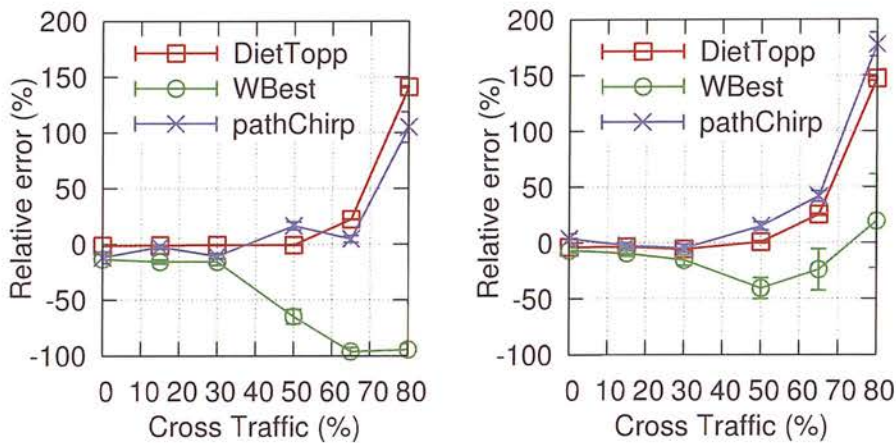 200
150
100
50
0
-50
-100
Relative error (%)
DietTopp
WBest
pathChirp
0 10 20 30 40 50 60 70 80
Cross Traffic (%)
200
150
100
50
0
-50
-100
Relative error (%)
DietTopp
WBest
pathChirp
0 10 20 30 40 50 60 70 80
Cross Traffic (%)